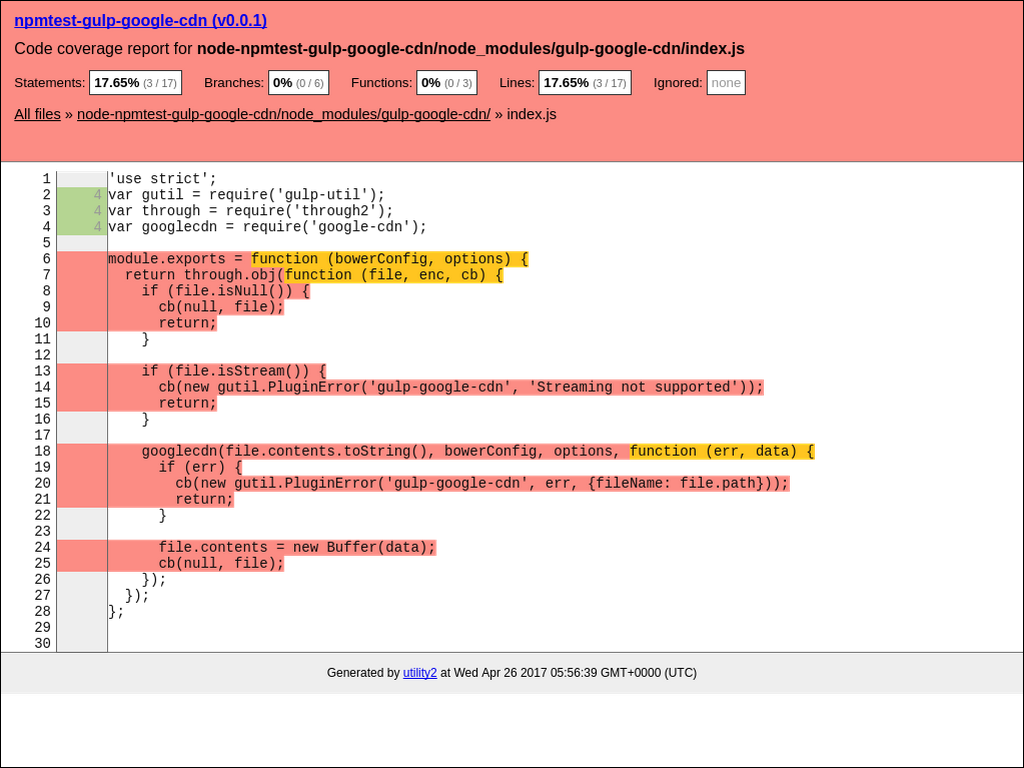 npmtest-gulp-google-cdn (v0.0.1)
Code coverage report for node-npmtest-gulp-google-cdn/node_modules/gulp-google-cdn/index.js
Statements: 17.65% (3 / 17) Branches: 0% (0 / 6) Functions: 0% (0 / 3) Lines: 17.65% (3 / 17) Ignored: none
All files » node-npmtest-gulp-google-cdn/node_modules/gulp-google-cdn/ » index.js
1 'use strict';
2 4 var gutil = require('gulp-util');
3 4 var through = require('through2');
4 4 var googlecdn = require('google-cdn');
5
6 module.exports = function (bowerConfig, options) {
7   return through.obj(function (file, enc, cb) {
8     if (file.isNull()) {
9       cb(null, file);
10       return;
11     }
12
13     if (file.isStream()) {
14       cb(new gutil.PluginError('gulp-google-cdn', 'Streaming not supported'));
15       return;
16     }
17
18     googlecdn(file.contents.toString(), bowerConfig, options, function (err, data) {
19       if (err) {
20         cb(new gutil.PluginError('gulp-google-cdn', err, {fileName: file.path}));
21         return;
22       }
23
24       file.contents = new Buffer(data);
25       cb(null, file);
26     });
27   });
28 };
29
30
Generated by utility2 at Wed Apr 26 2017 05:56:39 GMT+0000 (UTC)